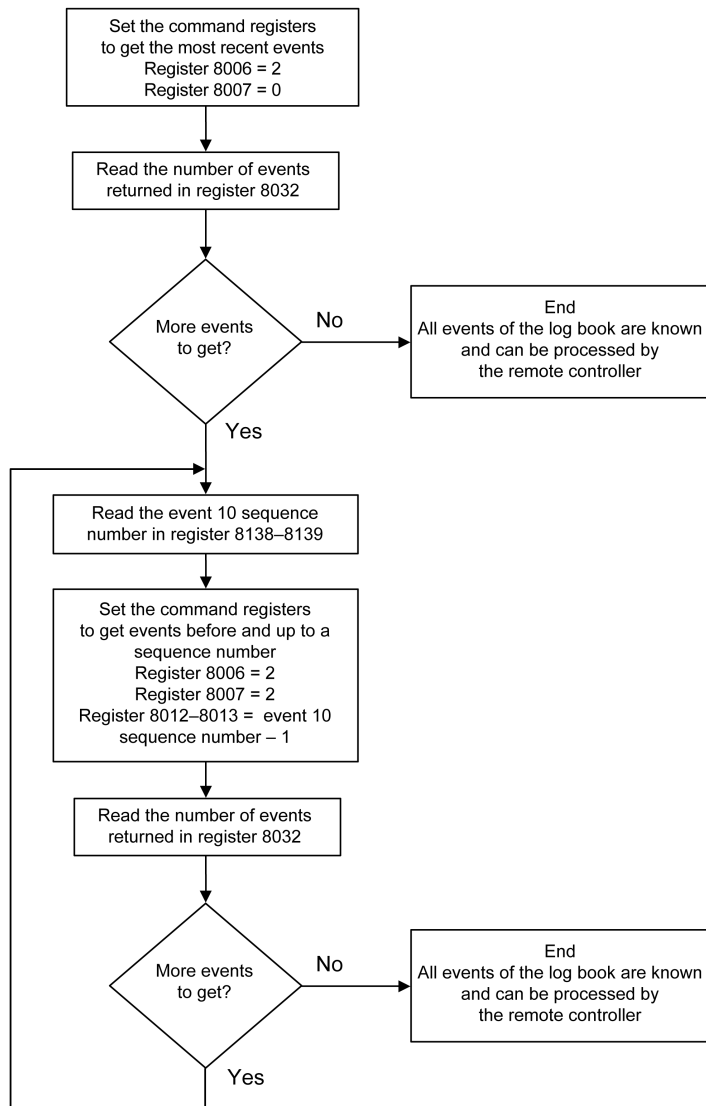 Set the command registers
to get the most recent events
Register 8006 = 2
Register 8007 = 0
Read the number of events
returned in register 8032
More events
to get?
No
End
All events of the log book are known
and can be processed by
the remote controller
Yes
Read the event 10 sequence
number in register 8138–8139
Set the command registers
to get events before and up to a
sequence number
Register 8006 = 2
Register 8007 = 2
Register 8012–8013 = event 10
sequence number – 1
Read the number of events
returned in register 8032
More events
to get?
No
End
All events of the log book are known
and can be processed by
the remote controller
Yes